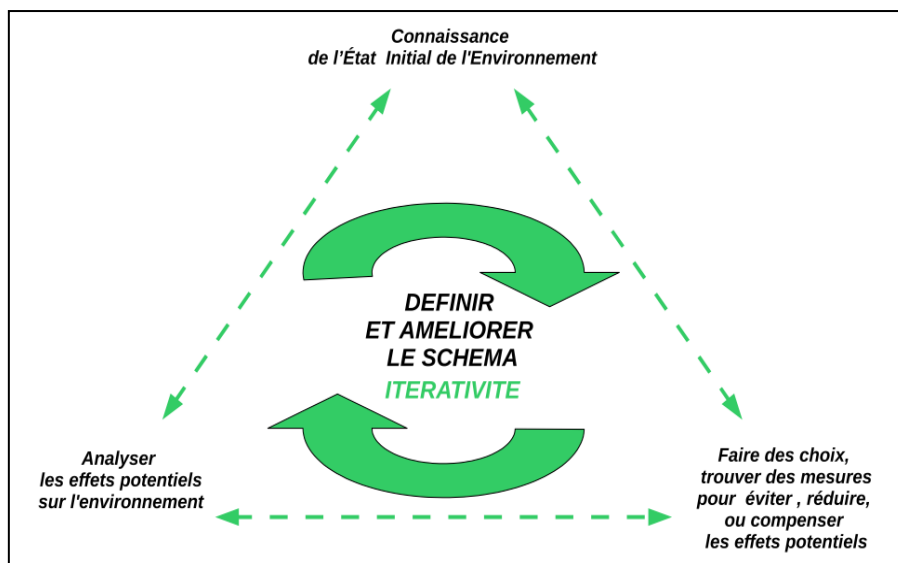 Connaissance
de l’État Initial de l'Environnement
DEFINIR
ET AMELIORER
LE SCHEMA
ITERATIVITE
Analyser
les effets potentiels
sur l'environnement
Faire des choix,
trouver des mesures
pour éviter , réduire,
ou compenser
les effets potentiels